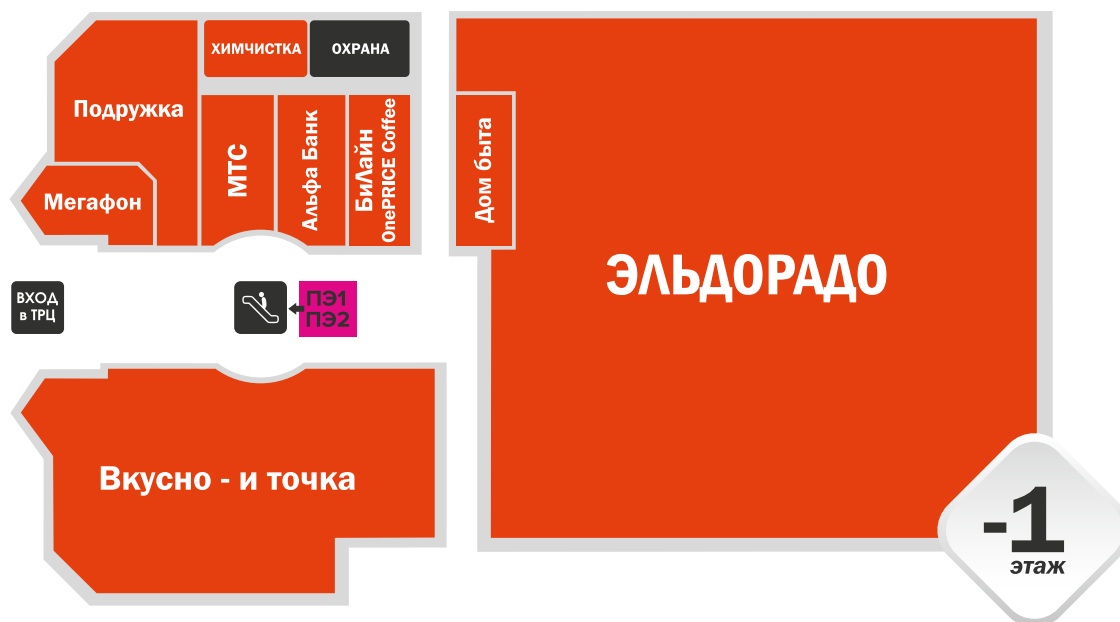 ХИМЧИСТКА
ОХРАНА
Подружка
МТС
Альфа Банк
БиЛайн
OnePRICE Coffee
Мегафон
Дом быта
ЭЛЬДОРАДО
ВХОД
в ТРЦ
ПЭ1
ПЭ2
Вкусно - и точка
-1
этаж